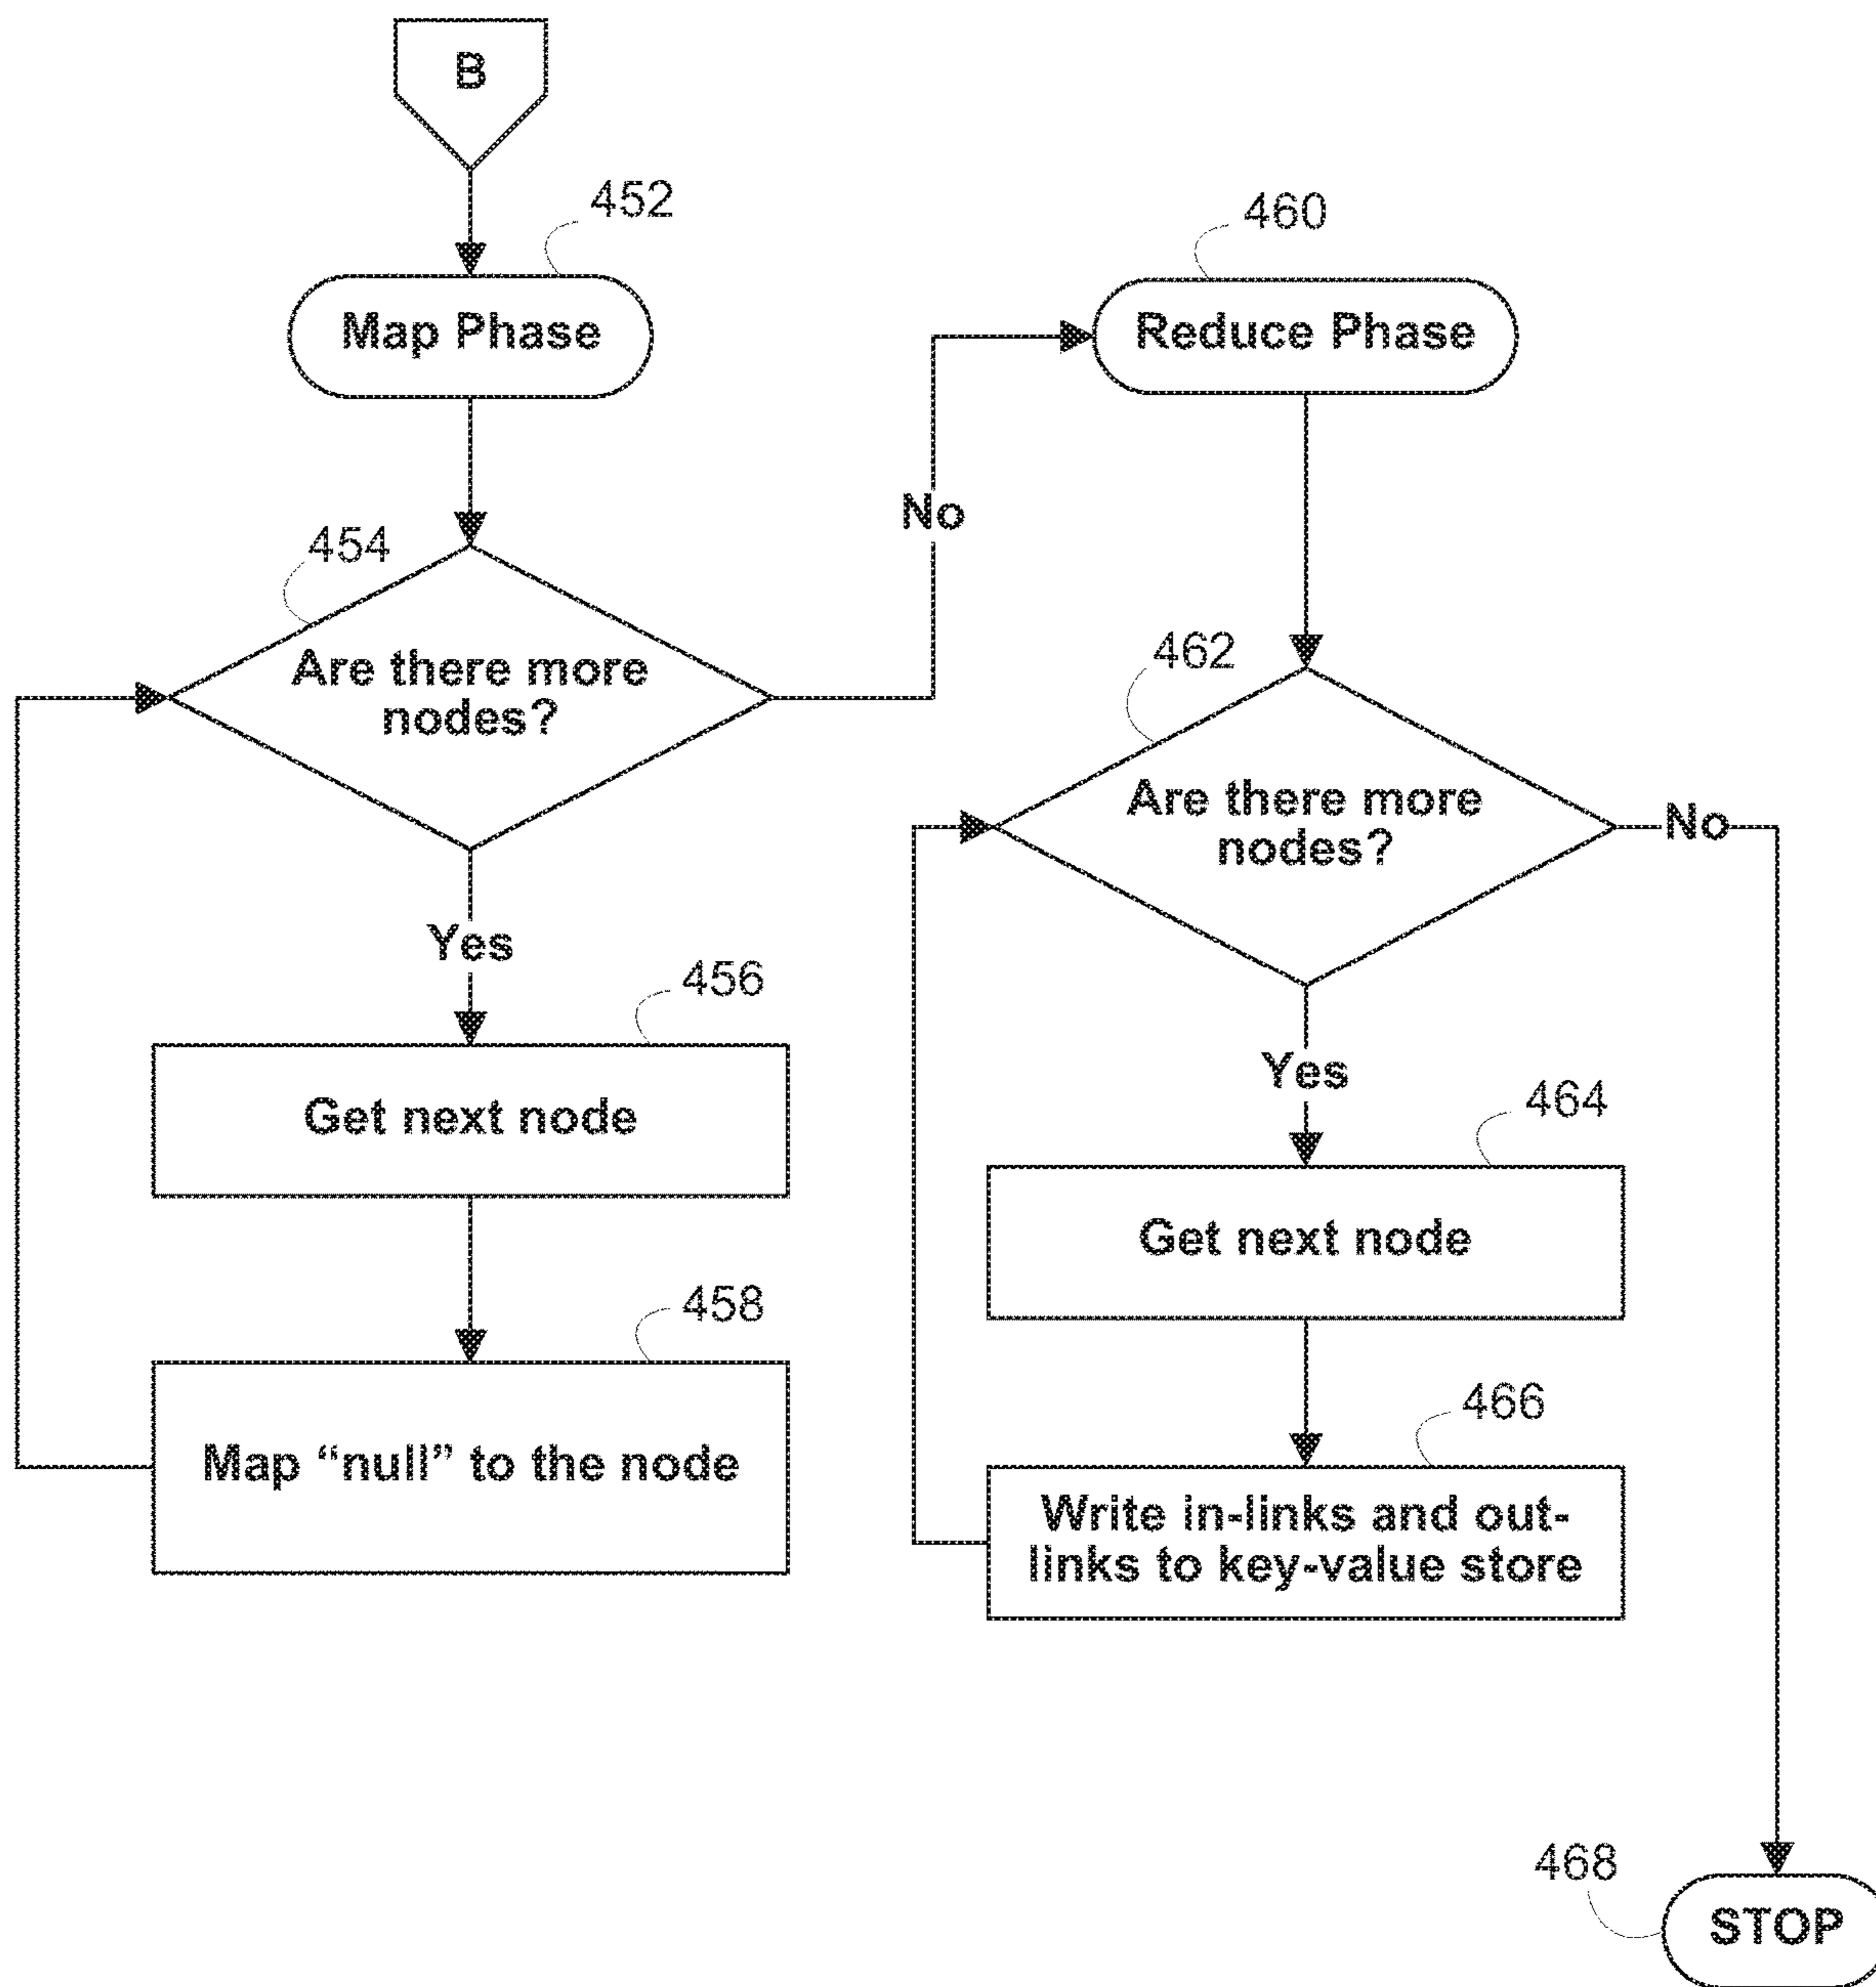 B
452
Map Phase
454
Are there more
nodes?
Yes
456
Get next node
458
Map “null” to the node
No
460
Reduce Phase
462
Are there more
nodes?
No
Yes
464
Get next node
466
Write in-links and out-
links to key-value store
468
STOP